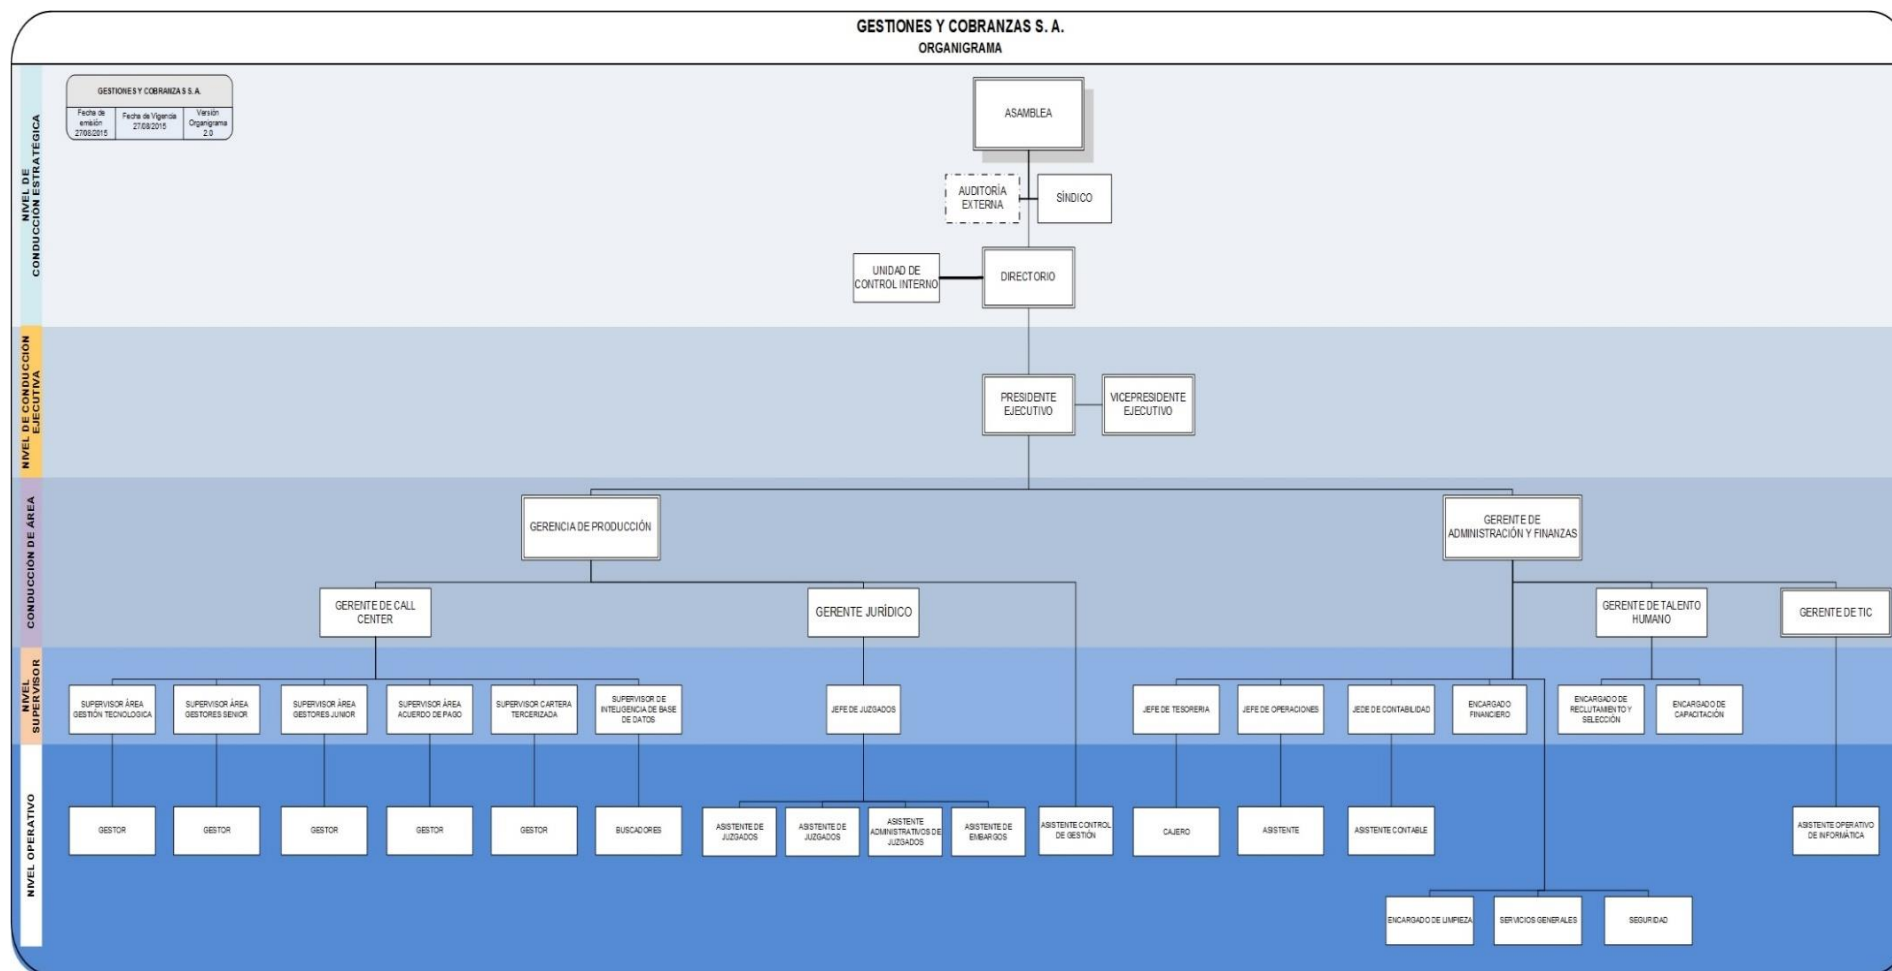 GESTIONES Y COBRANZAS S. A.
ORGANIGRAMA
GESTIONES Y COBRANZAS S. A.
Fecha de
emisión
27/08/2015
Fecha de Vigencia
27/08/2015
Versión
Organigrama
2.0
NIVEL DE
CONDUCCIÓN ESTRATÉGICA
ASAMBLEA
AUDITORÍA
EXTERNA
SÍNDICO
UNIDAD DE
CONTROL INTERNO
DIRECTORIO
NIVEL DE CONDUCCIÓN
EJECUTIVA
PRESIDENTE
EJECUTIVO
VICEPRESIDENTE
EJECUTIVO
CONDUCCIÓN DE ÁREA
GERENCIA DE PRODUCCIÓN
GERENTE DE
ADMINISTRACIÓN Y FINANZAS
GERENTE DE CALL
CENTER
GERENTE JURÍDICO
GERENTE DE TALENTO
HUMANO
GERENTE DE TIC
NIVEL
SUPERVISOR
SUPERVISOR ÁREA
GESTIÓN TECNOLOGICA
SUPERVISOR ÁREA
GESTORES SENIOR
SUPERVISOR ÁREA
GESTORES JUNIOR
SUPERVISOR ÁREA
ACUERDO DE PAGO
SUPERVISOR CARTERA
TERCERIZADA
SUPERVISOR DE
INTELIGENCIA DE BASE
DE DATOS
JEFE DE JUZGADOS
JEFE DE TESORERIA
JEFE DE OPERACIONES
JEDE DE CONTABILIDAD
ENCARGADO
FINANCIERO
ENCARGADO DE
RECLUTAMIENTO Y
SELECCIÓN
ENCARGADO DE
CAPACITACIÓN
NIVEL OPERATIVO
GESTOR
GESTOR
GESTOR
GESTOR
GESTOR
BUSCADORES
ASISTENTE DE
JUZGADOS
ASISTENTE DE
JUZGADOS
ASISTENTE
ADMINISTRATIVOS DE
JUZGADOS
ASISTENTE DE
EMBARGOS
ASISTENTE CONTROL
DE GESTIÓN
CAJERO
ASISTENTE
ASISTENTE CONTABLE
ASISTENTE OPERATIVO
DE INFORMÁTICA
ENCARGADO DE LIMPIEZA
SERVICIOS GENERALES
SEGURIDAD